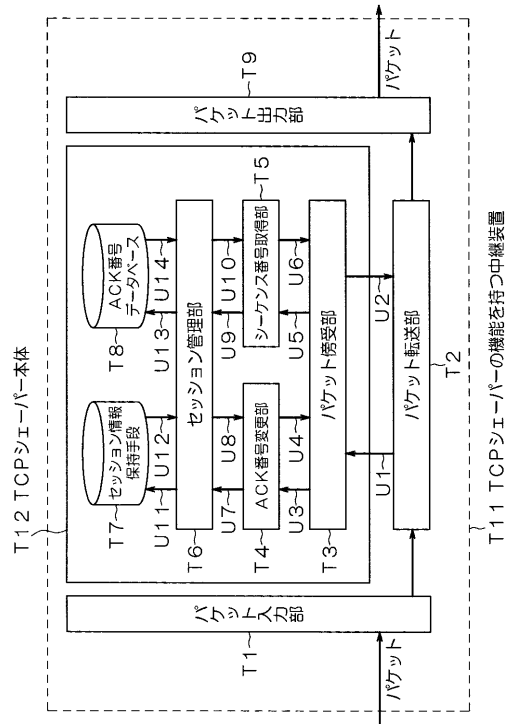 T12 TCPシェーパー本体
T7
セッション情報
保持手段
T8
ACK番号
データベース
U11
U12
U13
U14
T6
セッション管理部
U7
U8
U9
U10
T4
ACK番号変更部
シーケンス番号取得部
T5
U3
U4
U5
U6
T3
パケット傍受部
U1
U2
T1
パケット入力部
パケット
パケット転送部
T2
パケット出力部
T9
パケット
T11 TCPシェーパーの機能を持つ中継装置